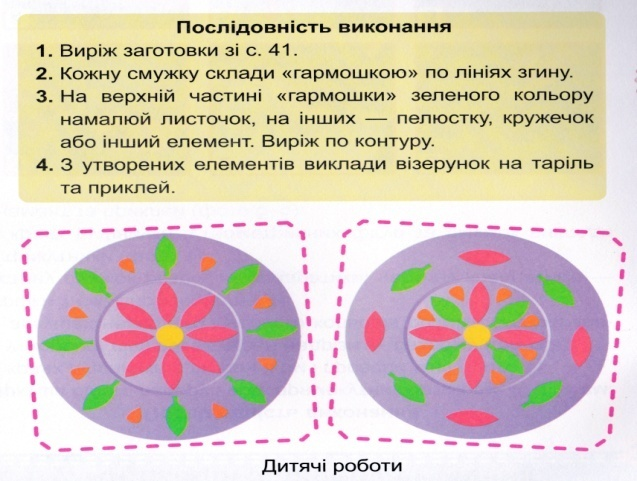 Послідовність виконання
1. Виріж заготовки зі с. 41.
2. Кожну смужку склади «гармошкою» по лініях згину.
3. На верхній частині «гармошки» зеленого кольору
намалюй листочок, на інших — пелюстку, кружечок
або інший елемент. Виріж по контуру.
4. З утворених елементів виклади візерунок на таріль
та приклей.
Дитячі роботи